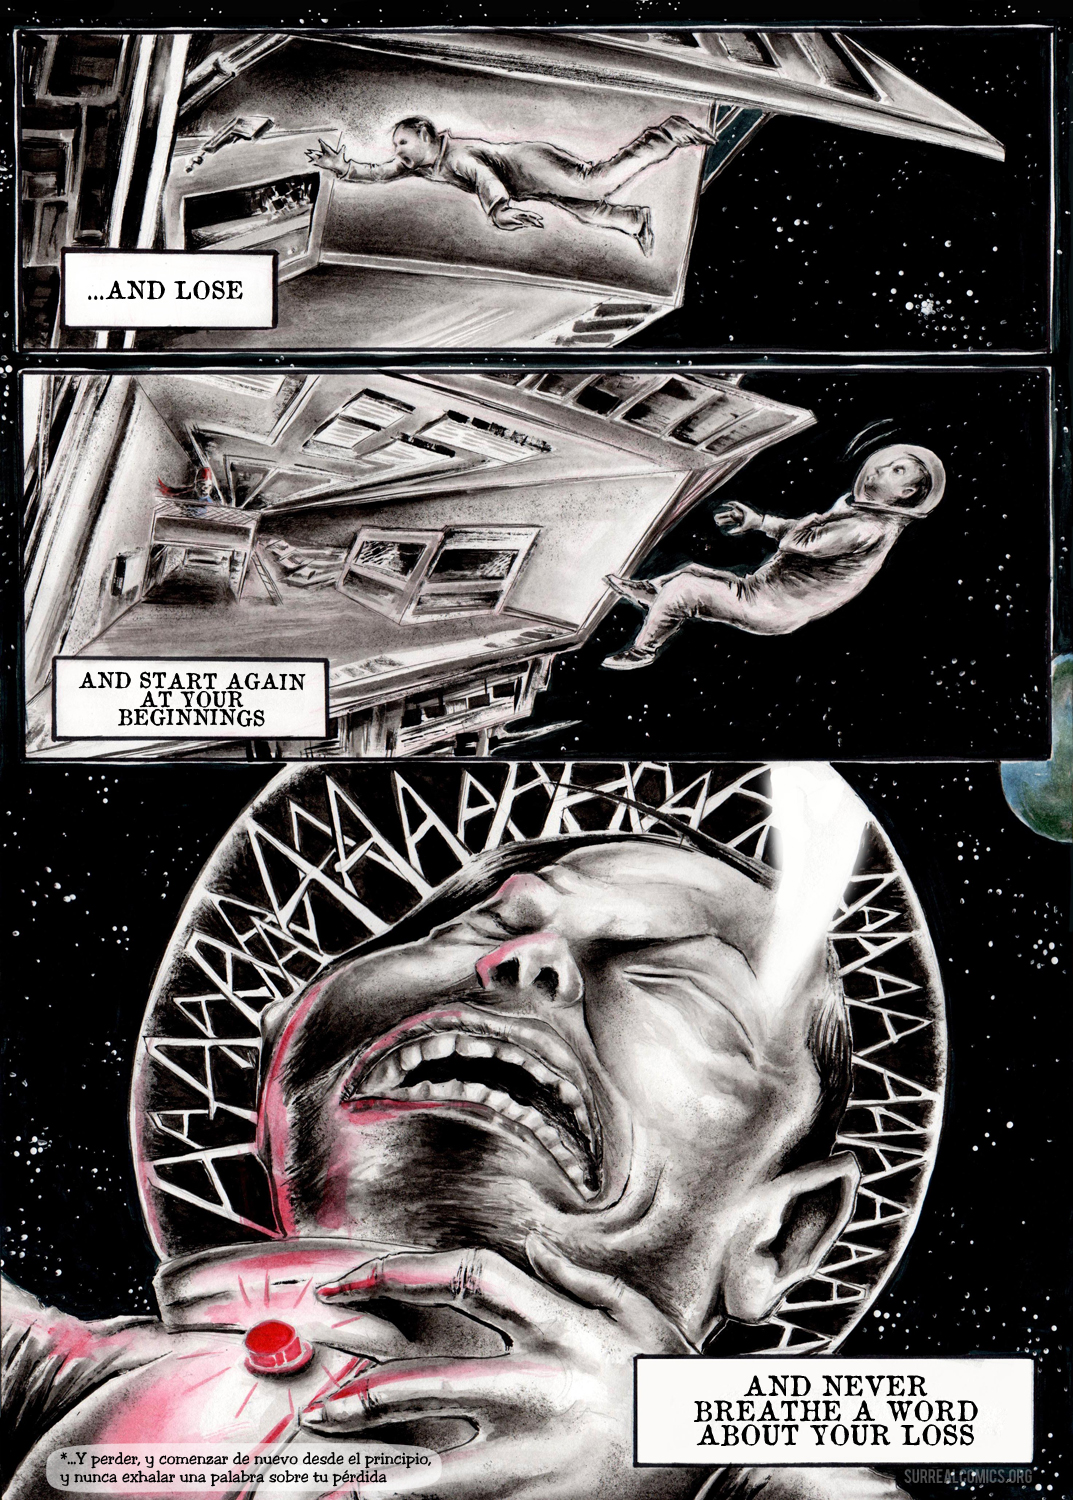 ...AND LOSE
AND START AGAIN
AT YOUR
BEGINNINGS
AND NEVER
BREATHE A WORD
ABOUT YOUR LOSS
*...Y perder, y comenzar de nuevo desde el principio,
y nunca exhalar una palabra sobre tu pérdida
SURREALCOMICS.ORG